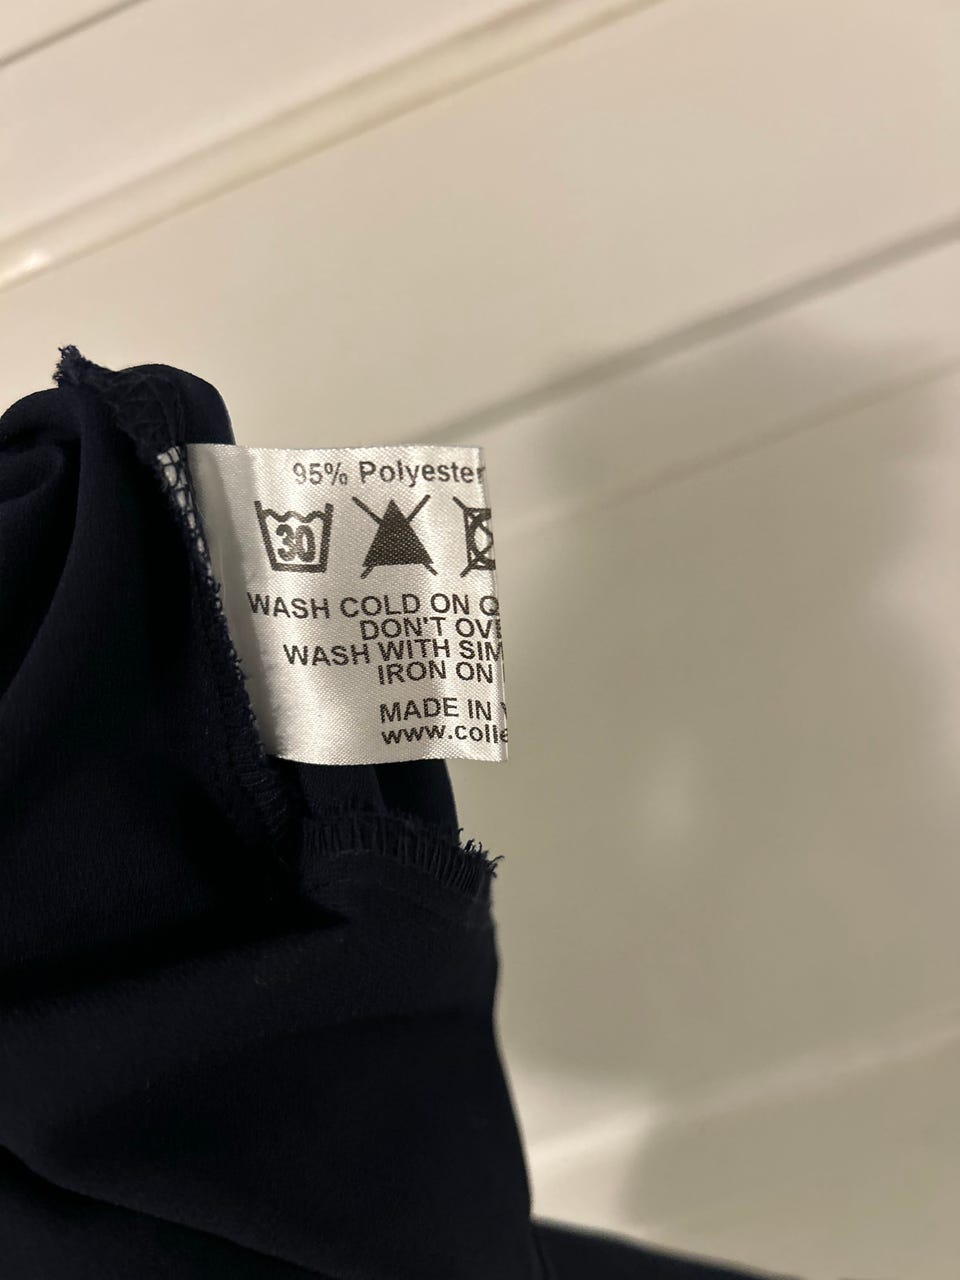 95% Polyester
30
WASH COLD ON
DON'T OVE
WASH WITH SIM
IRON ON
MADE IN
www.colle